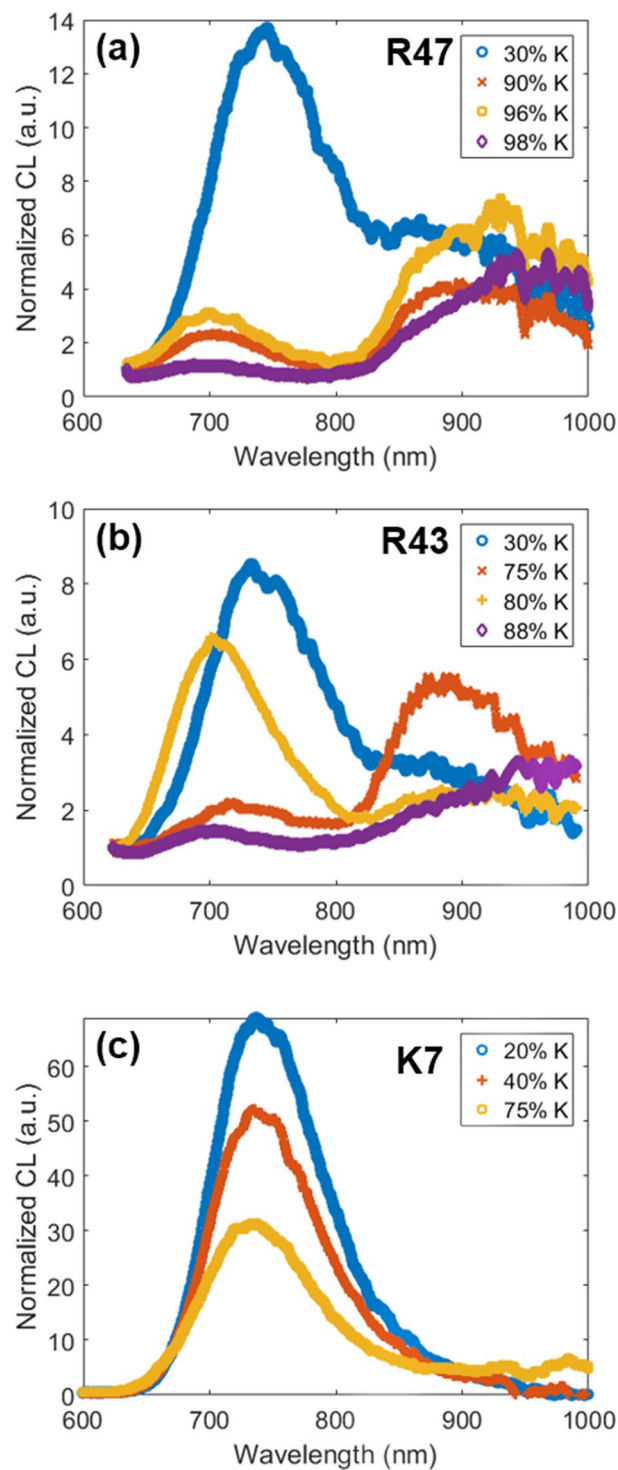 (a)
R47
30% K
90% K
96% K
98% K
Normalized CL (a.u.)
14
12
10
8
6
4
2
0
600
700
800
900
1000
Wavelength (nm)
(b)
R43
30% K
75% K
80% K
88% K
Normalized CL (a.u.)
10
8
6
4
2
0
600
700
800
900
1000
Wavelength (nm)
(c)
K7
20% K
40% K
75% K
Normalized CL (a.u.)
60
50
40
30
20
10
0
600
700
800
900
1000
Wavelength (nm)